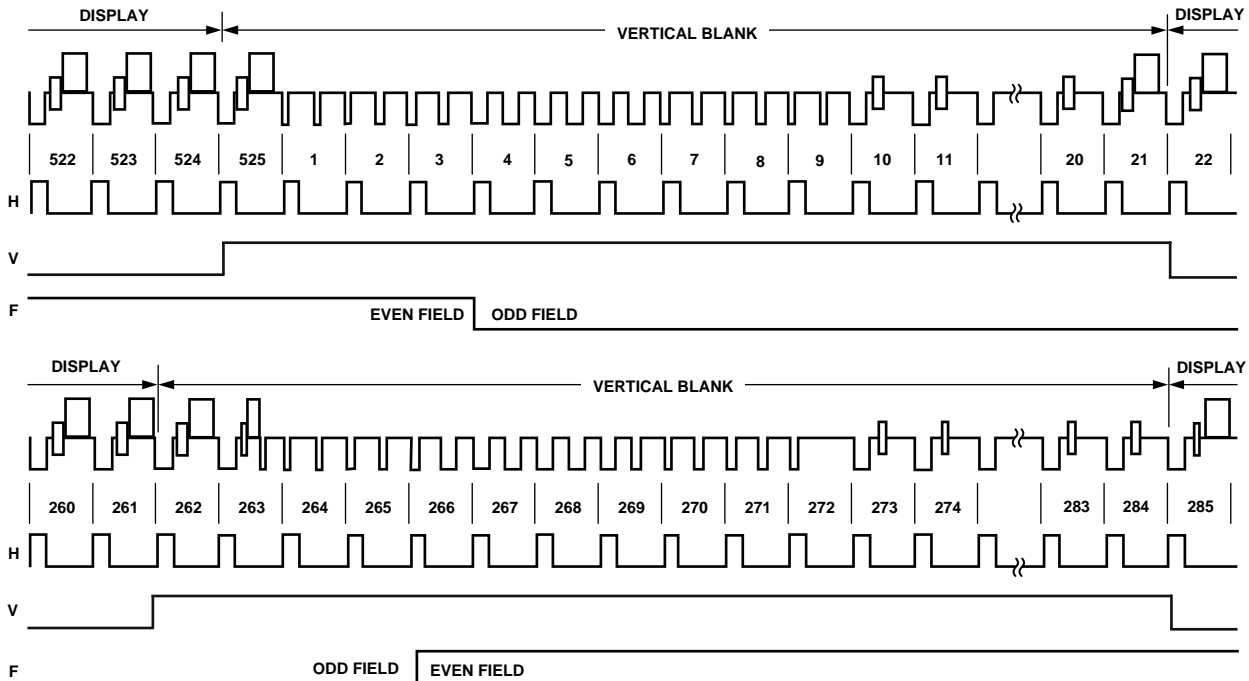 DISPLAY VERTICAL BLANK DISPLAY
522 523 524 525 1 2 3 4 5 6 7 8 9 10 11 20 21 22
H
V
F EVEN FIELD ODD FIELD
DISPLAY VERTICAL BLANK DISPLAY
260 261 262 263 264 265 266 267 268 269 270 271 272 273 274 283 284 285
H
V
F ODD FIELD EVEN FIELD